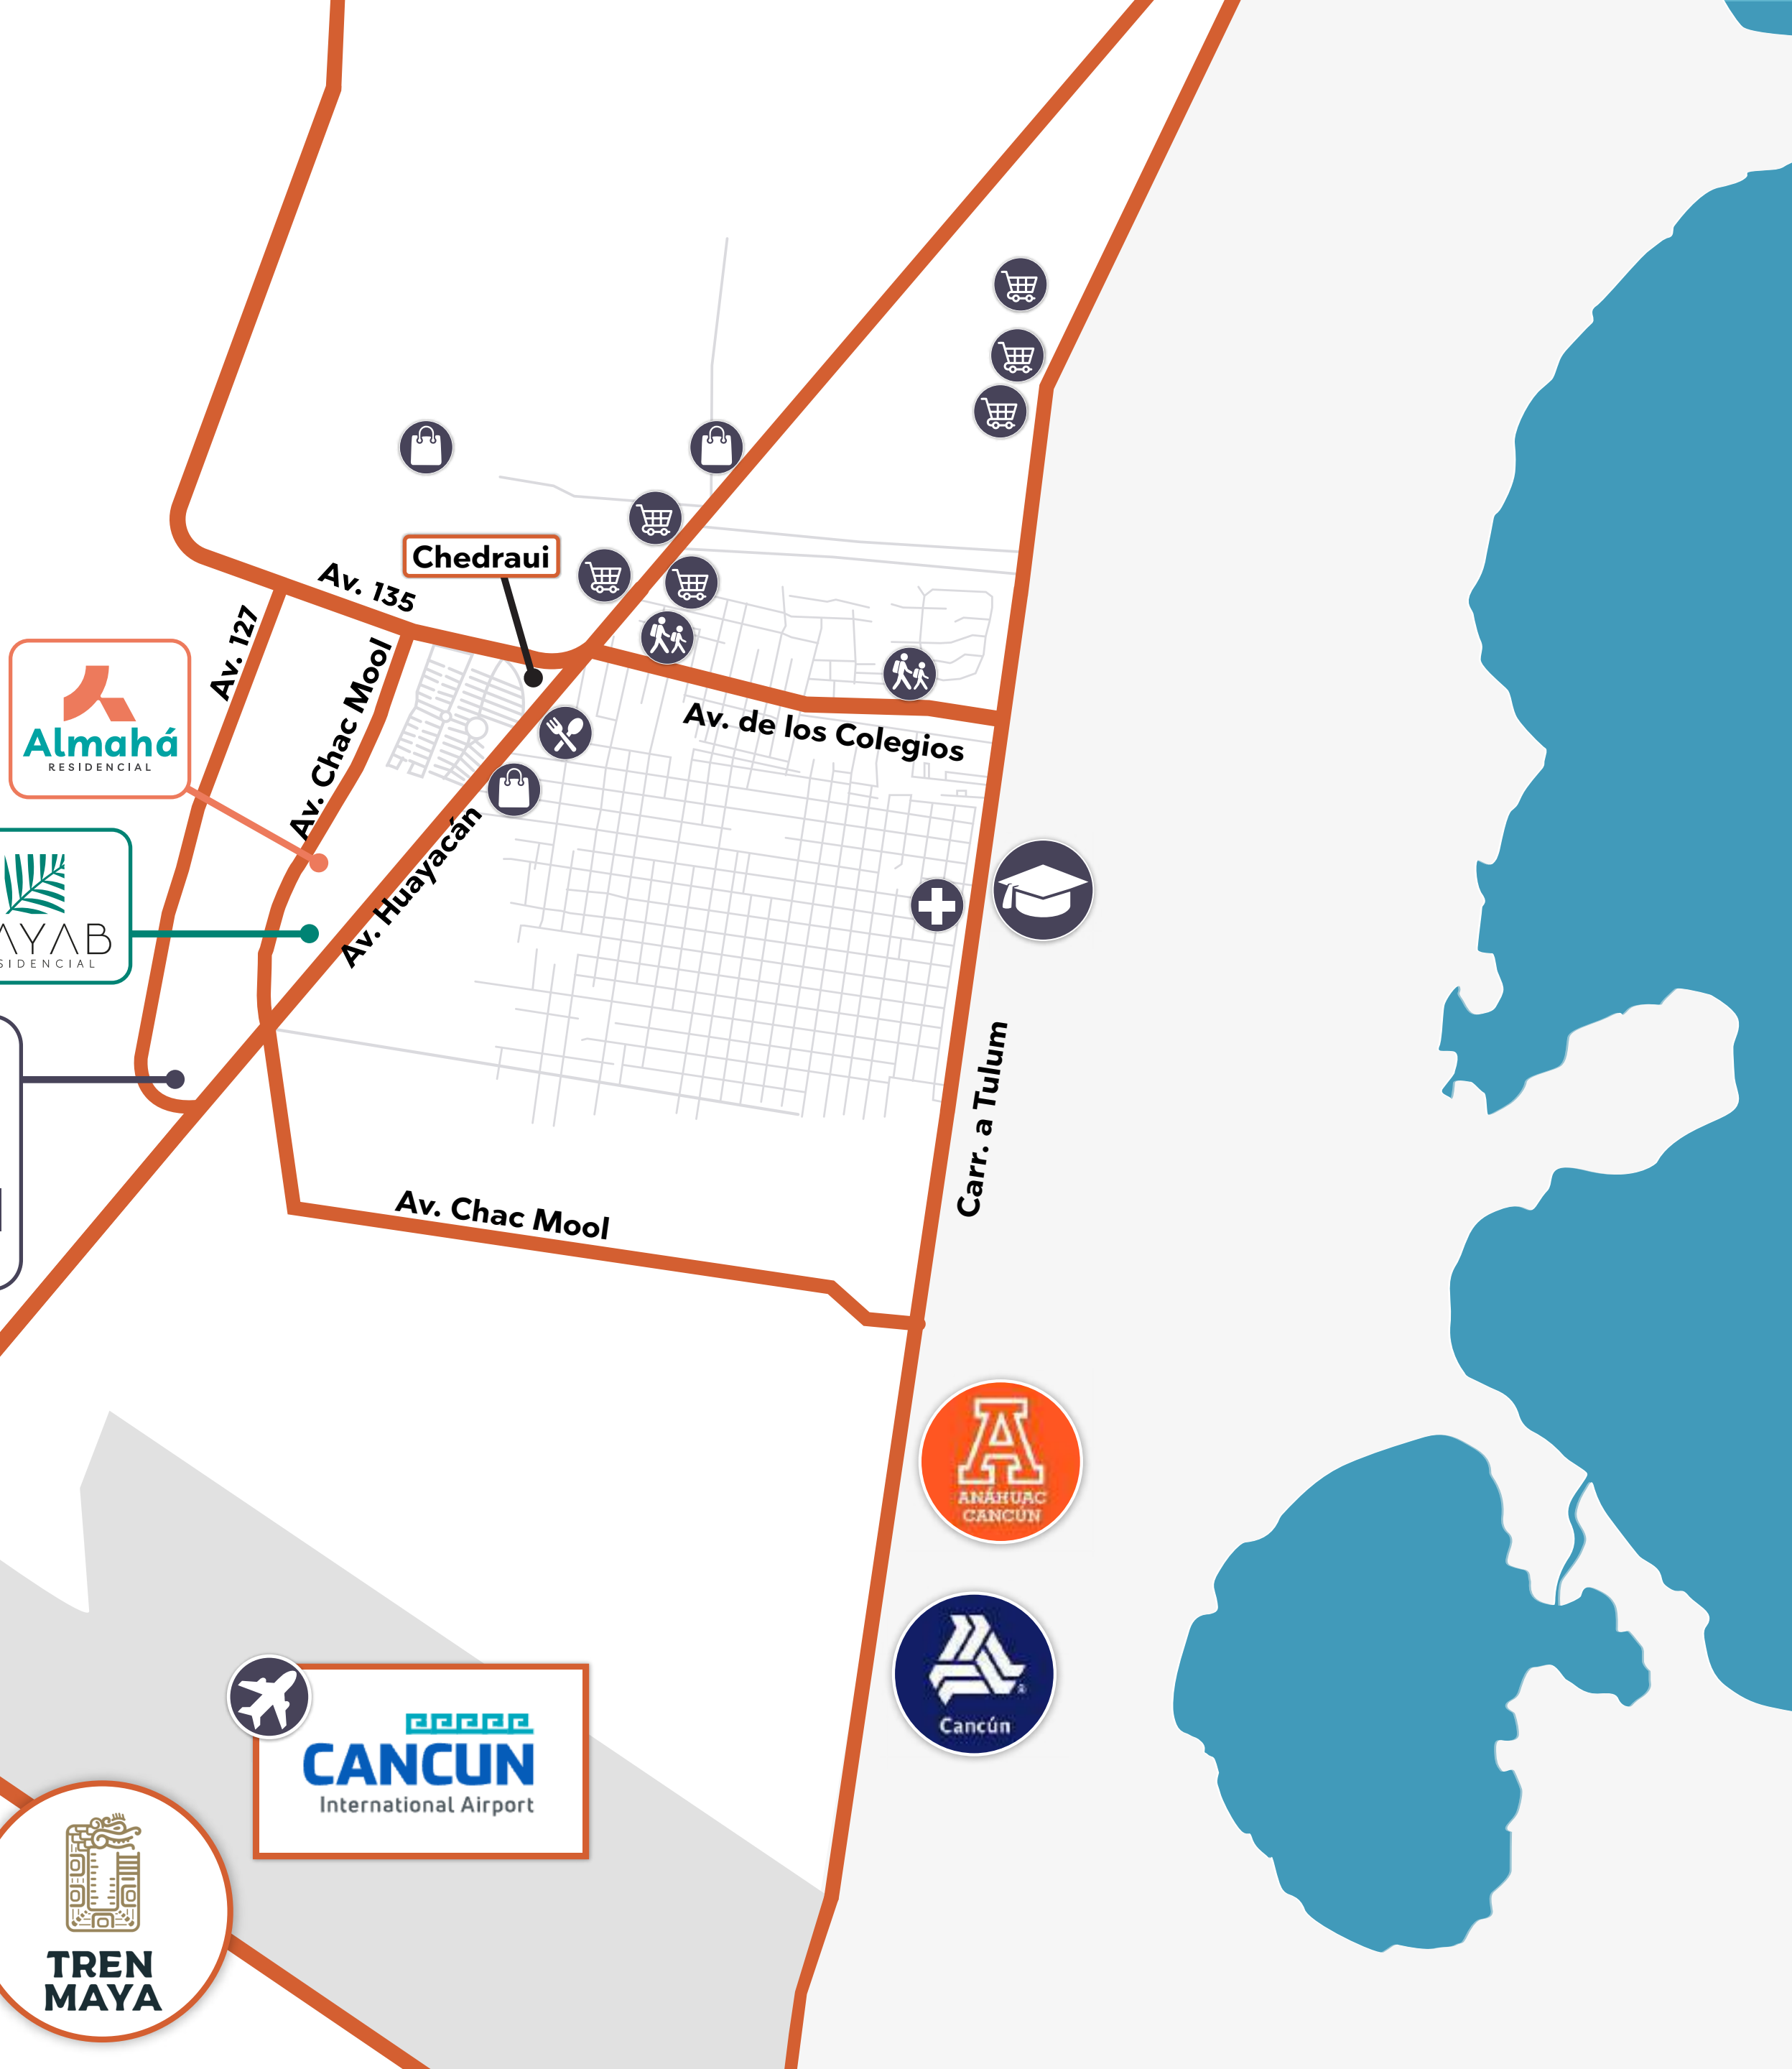 Chedraui
Av. 135
Av. 127
Av. Chac Mool
Almahá
RESIDENCIAL
Av. de los Colegios
Av. Huayacán
AYAB
SIDENCIAL
Carr. a Tulum
Av. Chac Mool
A
ANÁHUAC
CANCÚN
Cancún
®
CANCUN
International Airport
TREN
MAYA